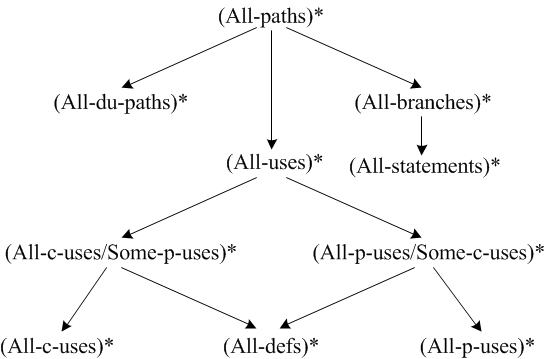 (All-paths)*
(All-du-paths)*
(All-branches)*
(All-uses)*
(All-statements)*
(All-c-uses/Some-p-uses)*
(All-p-uses/Some-c-uses)*
(All-c-uses)*
(All-defs)*
(All-p-uses)*